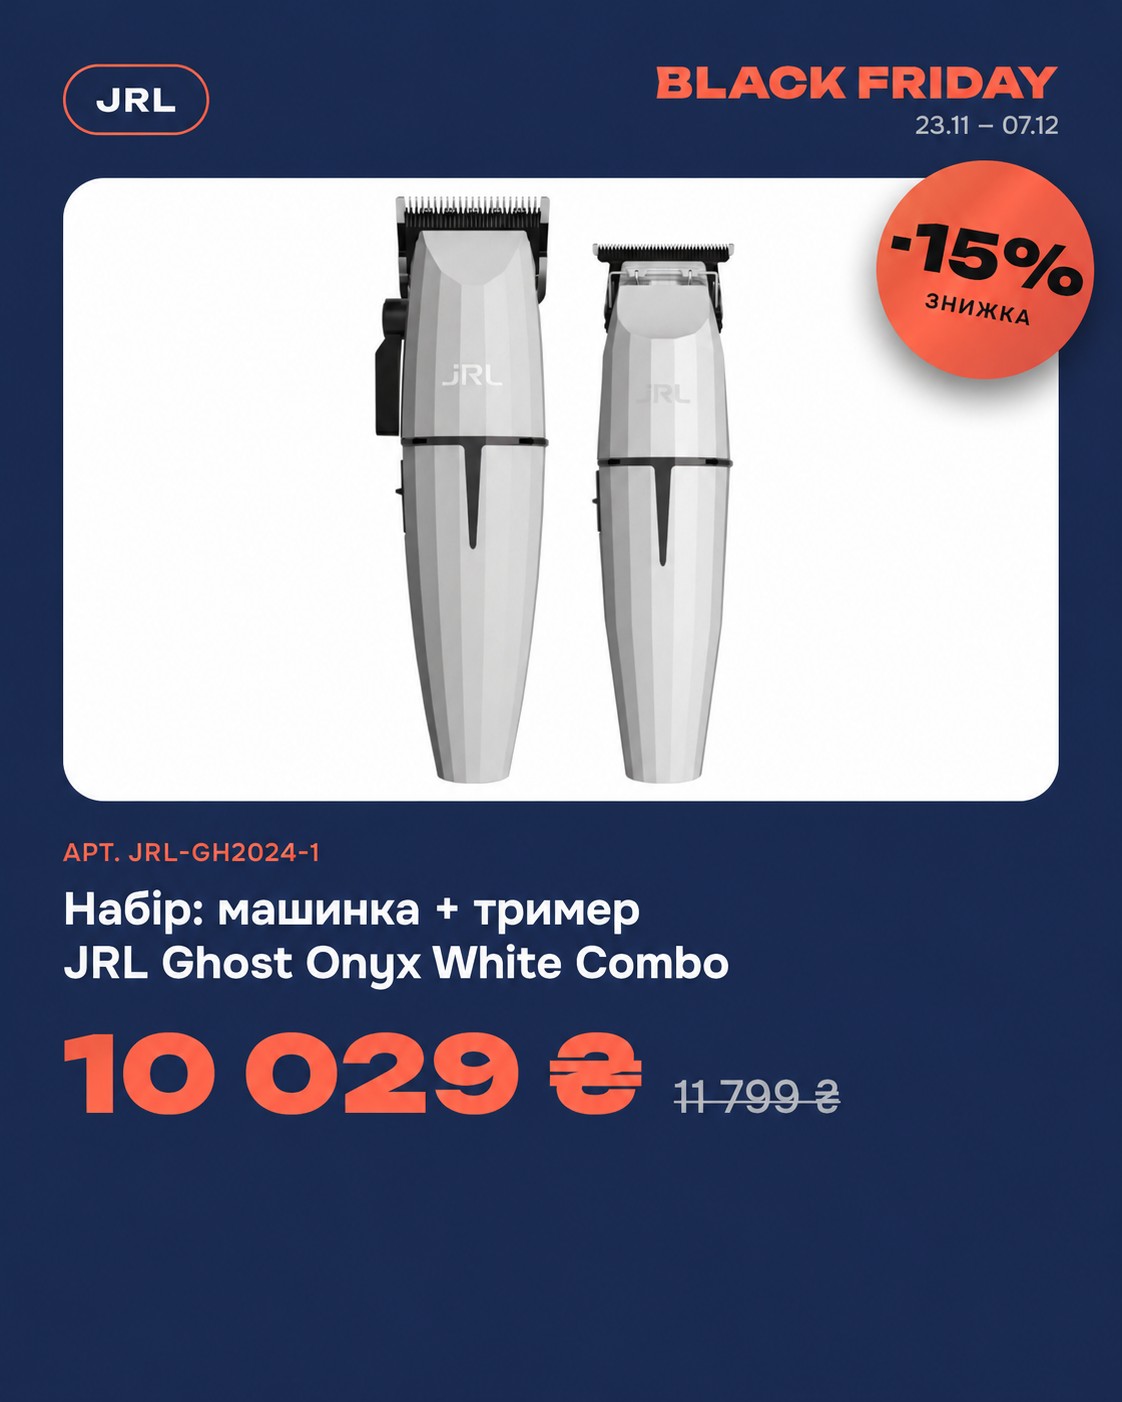 JRL
BLACK FRIDAY
23.11 – 07.12
-15%
ЗНИЖКА
JRL
JRL
АРТ. JRL-GH2024-1
Набір: машинка + тример
JRL Ghost Onyx White Combo
10 029 ₴ 11 799 ₴